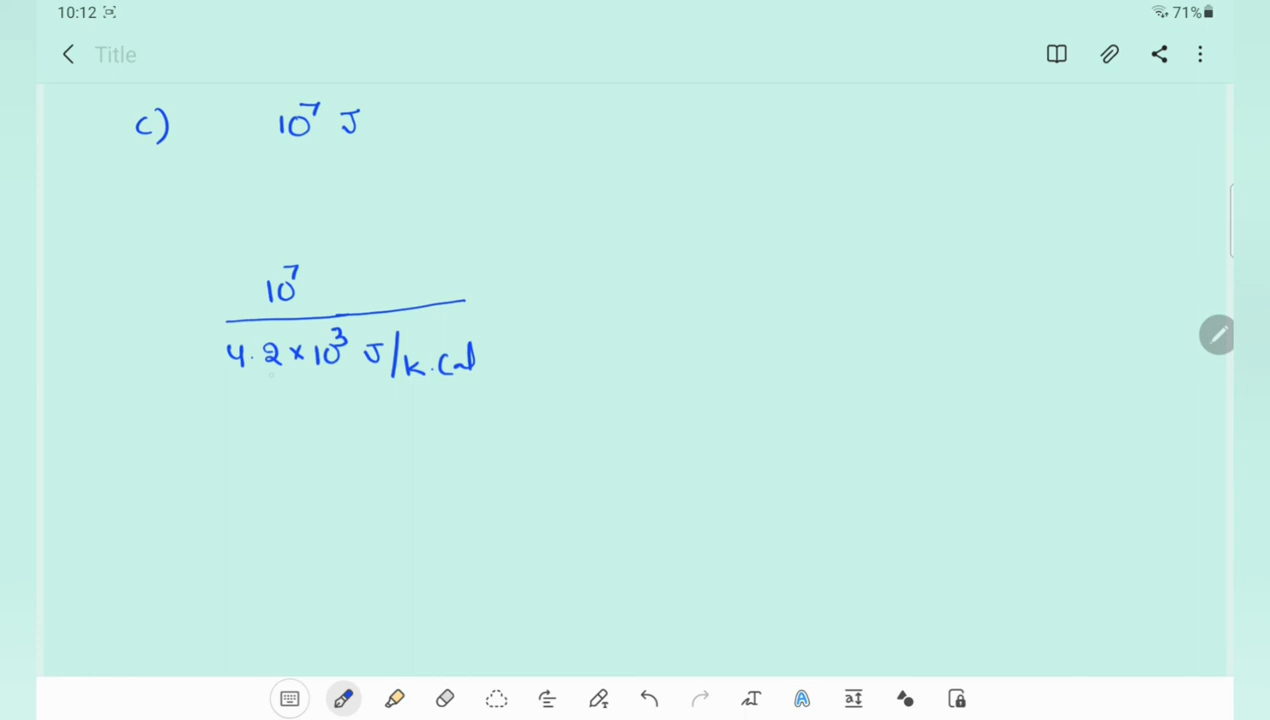 10:12 71%
Title
c) 10⁷ J
10⁷
4.2 × 10³ J/k.Cal